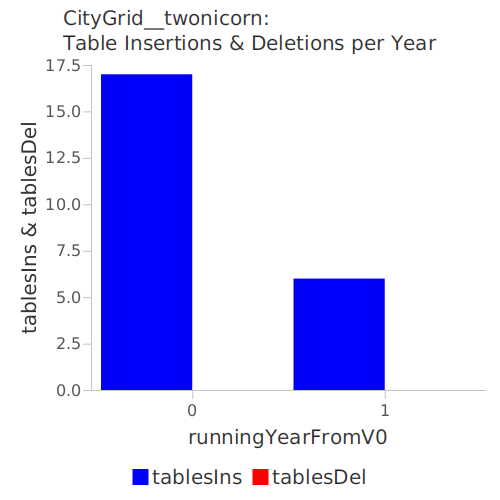 CityGrid__twonicorn:
Table Insertions & Deletions per Year
tablesIns & tablesDel
17.5
15.0
12.5
10.0
7.5
5.0
2.5
0.0
0 1
runningYearFromV0
tablesIns tablesDel